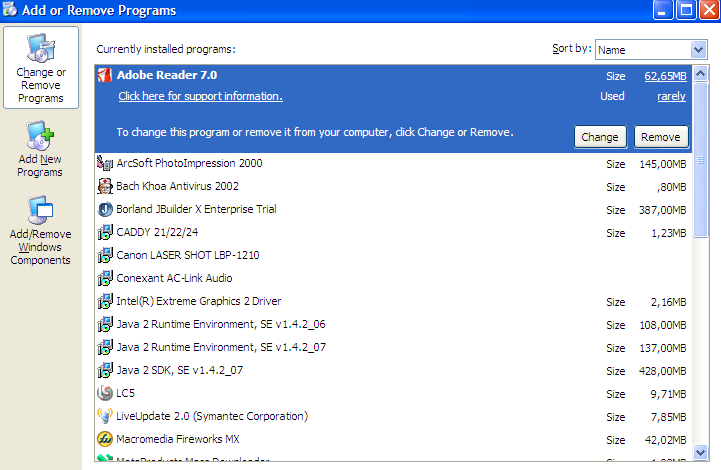 Add or Remove Programs
Change or
Remove
Programs
Add New
Programs
Add/Remove
Windows
Components
Currently installed programs:
Sort by: Name
Adobe Reader 7.0 Size 62,65MB
Click here for support information. Used rarely
To change this program or remove it from your computer, click Change or Remove. Change Remove
ArcSoft PhotoImpression 2000 Size 145,00MB
Bach Khoa Antivirus 2002 Size ,80MB
Borland JBuilder X Enterprise Trial Size 387,00MB
CADDY 21/22/24 Size 1,23MB
Canon LASER SHOT LBP-1210
Conexant AC-Link Audio
Intel(R) Extreme Graphics 2 Driver Size 2,16MB
Java 2 Runtime Environment, SE v1.4.2_06 Size 108,00MB
Java 2 Runtime Environment, SE v1.4.2_07 Size 137,00MB
Java 2 SDK, SE v1.4.2_07 Size 428,00MB
LC5 Size 9,71MB
LiveUpdate 2.0 (Symantec Corporation) Size 7,85MB
Macromedia Fireworks MX Size 42,02MB